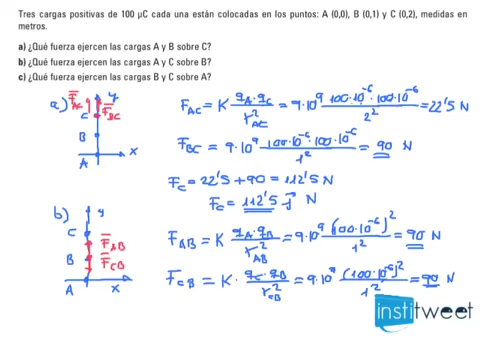 Tres cargas positivas de 100 µC cada una están colocadas en los puntos: A (0,0), B (0,1) y C (0,2), medidas en
metros.
a) ¿Qué fuerza ejercen las cargas A y B sobre C?
b) ¿Qué fuerza ejercen las cargas A y C sobre B?
c) ¿Qué fuerza ejercen las cargas B y C sobre A?
a) F_AC C F_BC y B A x
F_AC = K q_A·q_C / r²_AC = 9·10⁹ 100·10⁻⁶·100·10⁻⁶ / 2² = 22'5 N
F_BC = 9·10⁹ 100·10⁻⁶·100·10⁻⁶ / 1² = 90 N
F_C = 22'5 + 90 = 112'5 N
F_C = 112'5 j N
b) y C F_AB B F_CB A x
F_AB = K q_A·q_B / r²_AB = 9·10⁹ (100·10⁻⁶)² / 1² = 90 N
F_CB = K · q_C·q_B / r²_CB = 9·10⁹ (100·10⁻⁶)² / 1² = 90 N
institweet